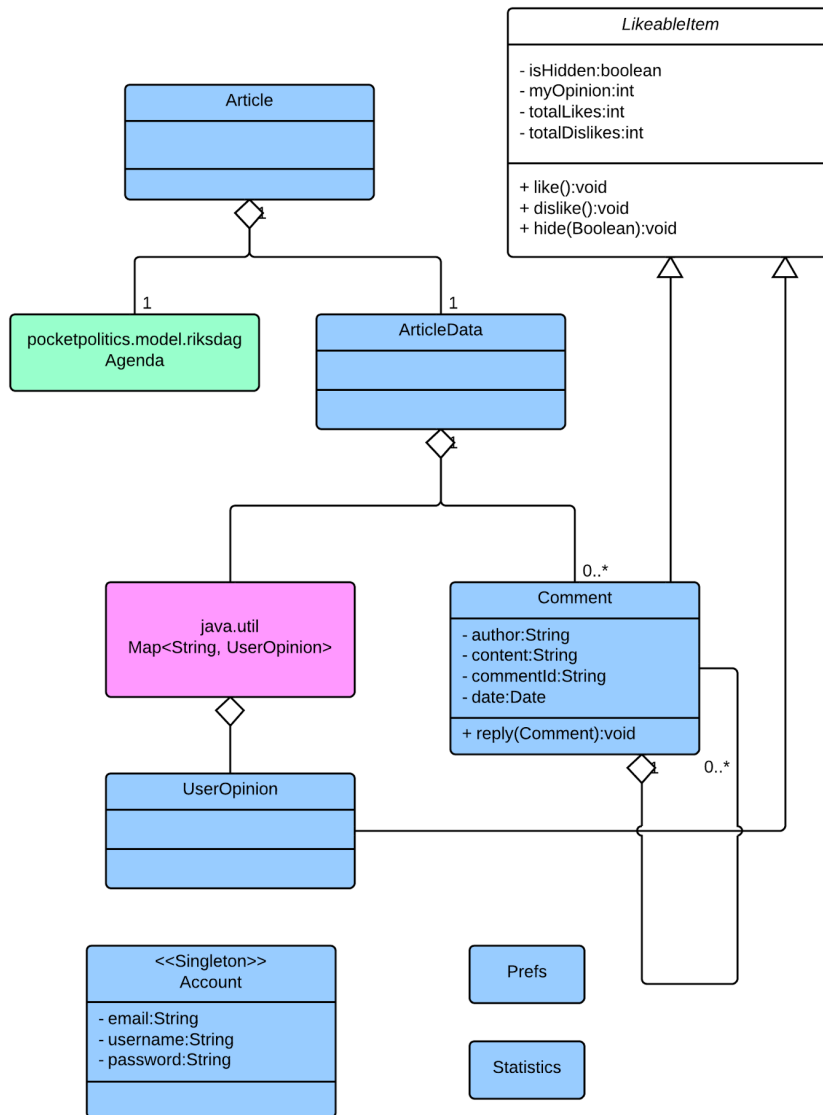 LikeableItem
- isHidden:boolean
- myOpinion:int
- totalLikes:int
- totalDislikes:int
+ like():void
+ dislike():void
+ hide(Boolean):void
Article
1
1
1
pocketpolitics.model.riksdag
Agenda
ArticleData
1
0..*
java.util
Map<String, UserOpinion>
Comment
- author:String
- content:String
- commentId:String
- date:Date
+ reply(Comment):void
1
0..*
UserOpinion
<<Singleton>>
Account
- email:String
- username:String
- password:String
Prefs
Statistics